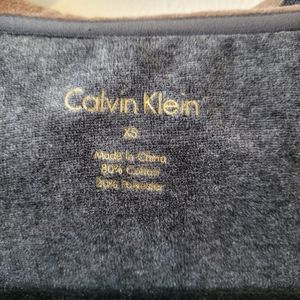 Calvin Klein
XS
Made In China
80% Cotton
20% Polyester